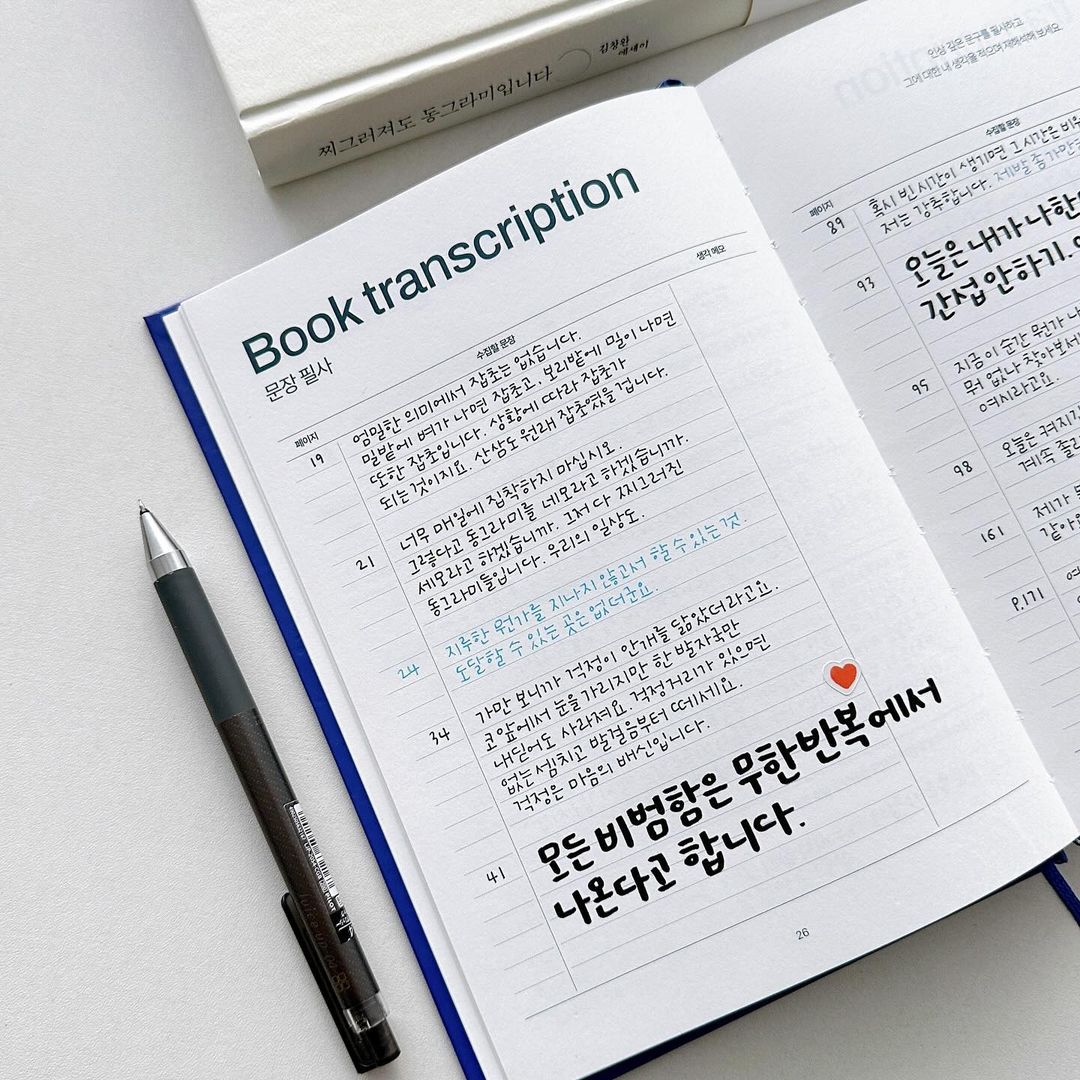 찌그러져도 동그라미입니다
김창완
에세이
Book transcription
문장 필사
페이지
수집할 문장
생각 메모
19
엄밀한 의미에서 잡초는 없습니다.
밀밭에 벼가 나면 잡초고, 보리밭에 밀이 나면
또한 잡초입니다. 상황에 따라 잡초가
되는 것이지요. 산삼도 원래 잡초였을 겁니다.
21
너무 매일에 집착하지 마십시오.
그렇다고 동그라미를 네모라고 하겠습니까.
세모라고 하겠습니까. 그저 다 찌그러진
동그라미들입니다. 우리의 일상도.
24
지루한 뭔가를 지나지 않고서 할 수 있는 것.
도달할 수 있는 곳은 없더군요.
34
가만 보니까 걱정이 안개를 닮았더라고요.
코앞에서 눈을 가리지만 한 발자국만
내딛어도 사라져요. 걱정거리가 있으면
없는 셈치고 발걸음부터 떼세요.
걱정은 마음의 배신입니다.
41
모든 비범함은 무한 반복에서
나온다고 합니다.
26
인상 깊은 문구를 필사하고
그에 대한 내 생각을 적으며 재해석해 보세요.
페이지
수집할 문장
89
혹시 빈 시간이 생기면 그 시간은 비워
저는 강추합니다. 제발
93
오늘은 내가 나한
간섭 안 하기.
95
지금 이 순간 뭔가 나
뭐 없나 찾아보세
여시라고요.
98
오늘은 켜지
계속 졸
161
제가
같아
P.171
여